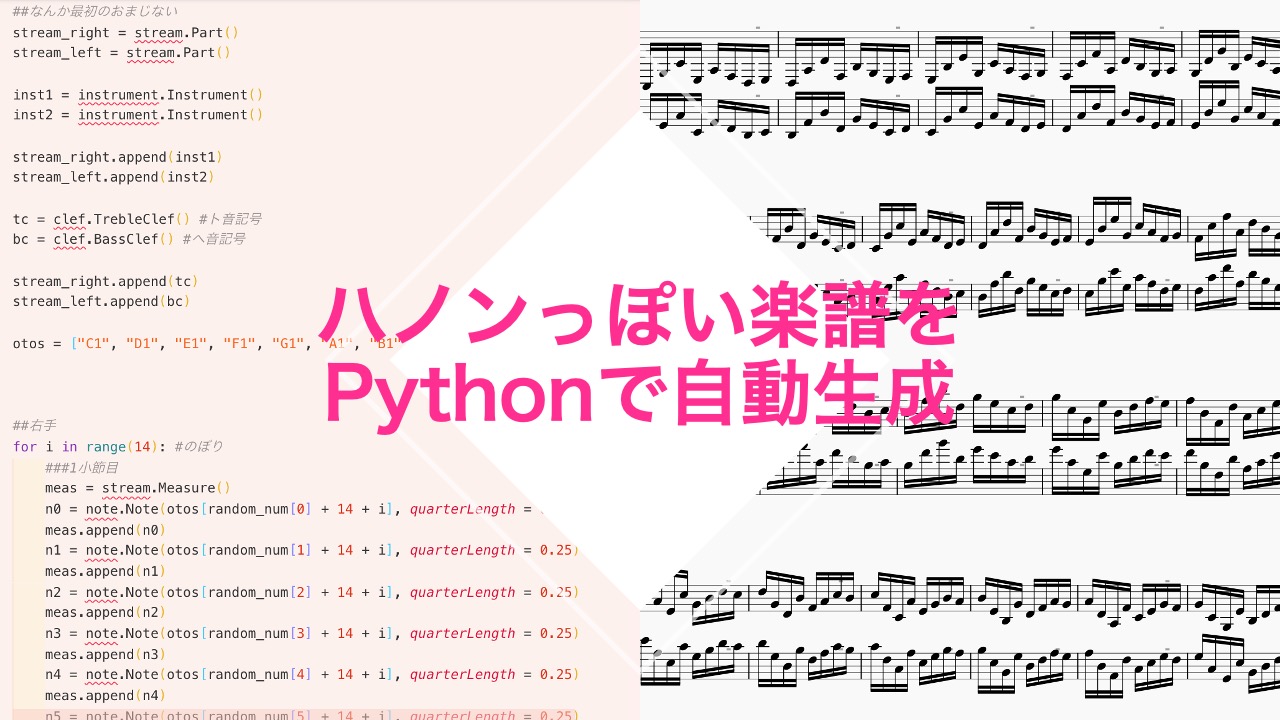 ##なんか最初のおまじない
stream_right = stream.Part()
stream_left = stream.Part()
inst1 = instrument.Instrument()
inst2 = instrument.Instrument()
stream_right.append(inst1)
stream_left.append(inst2)
tc = clef.TrebleClef() #ト音記号
bc = clef.BassClef() #ヘ音記号
stream_right.append(tc)
stream_left.append(bc)
otos = ["C1", "D1", "E1", "F1", "G1", "A1", "B1"
ハノンっぽい楽譜を
Pythonで自動生成
##右手
for i in range(14): #のぼり
###1小節目
meas = stream.Measure()
n0 = note.Note(otos[random_num[0] + 14 + i], quarterLength =
meas.append(n0)
n1 = note.Note(otos[random_num[1] + 14 + i], quarterLength = 0.25)
meas.append(n1)
n2 = note.Note(otos[random_num[2] + 14 + i], quarterLength = 0.25)
meas.append(n2)
n3 = note.Note(otos[random_num[3] + 14 + i], quarterLength = 0.25)
meas.append(n3)
n4 = note.Note(otos[random_num[4] + 14 + i], quarterLength = 0.25)
meas.append(n4)
n5 = note.Note(otos[random_num[5] + 14 + i], quarterLength = 0.25)